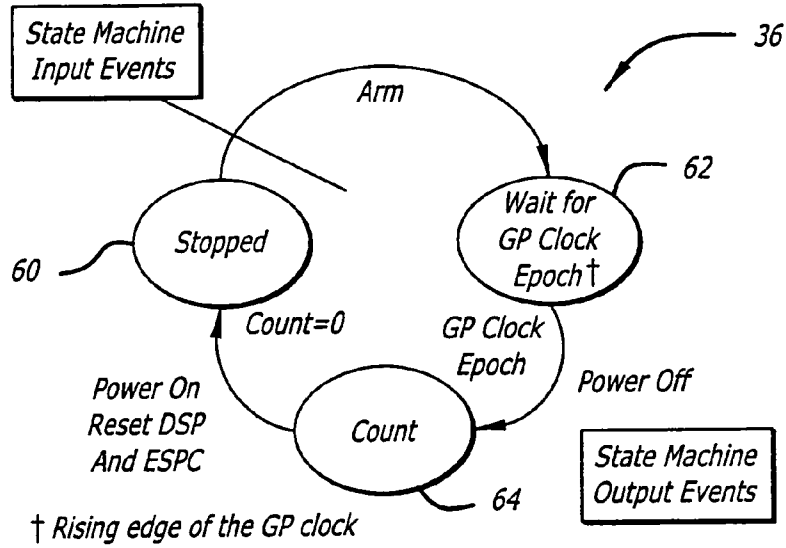 State Machine
Input Events
36
Arm
62
Wait for
GP Clock
Epoch†
Stopped
60
Count=0
GP Clock
Epoch
Power Off
Power On
Reset DSP
And ESPC
Count
State Machine
Output Events
64
† Rising edge of the GP clock